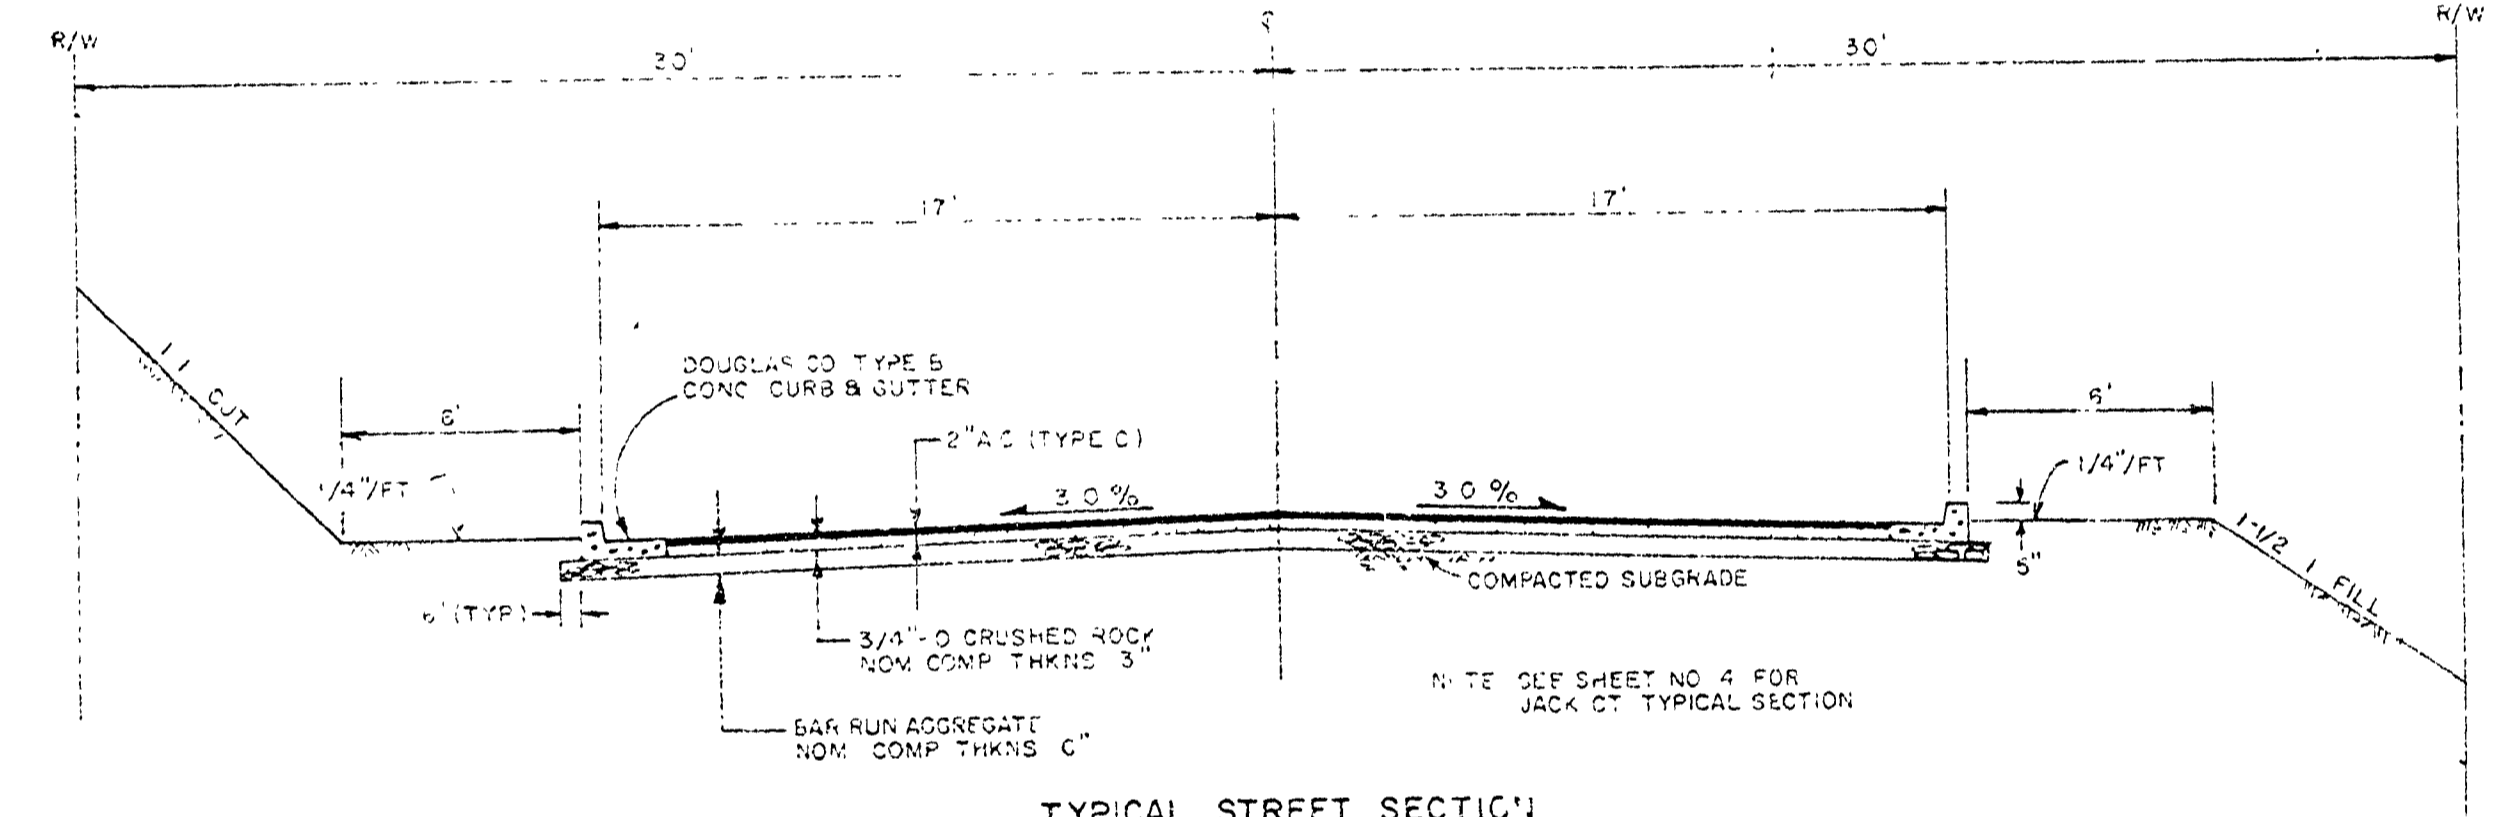 R/W
R/W
30'
30'
17'
17'
DOUGLAS CO TYPE B
CONC CURB & GUTTER
1 1 CUT
6'
6'
2" A C (TYPE C)
1/4"/FT
1/4"/FT
3 0 %
3 0 %
1-1/2 1 FILL
5"
COMPACTED SUBGRADE
6" (TYP)
3/4"-0 CRUSHED ROCK
NOM COMP THKNS 3"
NOTE SEE SHEET NO 4 FOR
JACK CT TYPICAL SECTION
BAR RUN AGGREGATE
NOM COMP THKNS
TYPICAL STREET SECTION